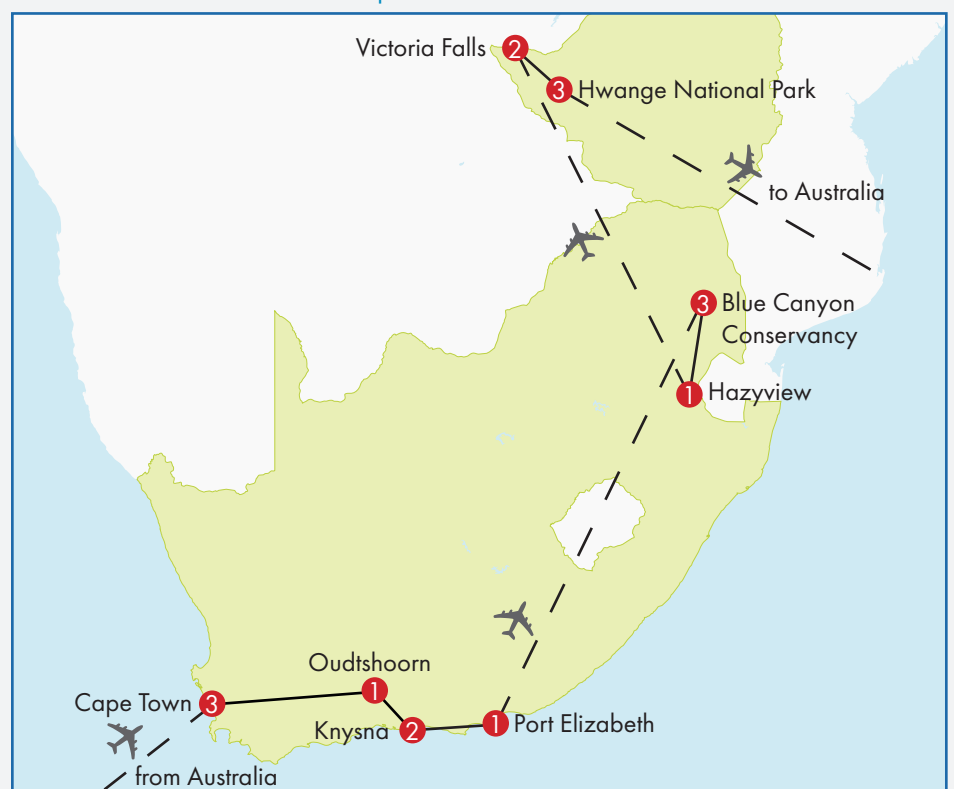 Victoria Falls 2
3 Hwange National Park
to Australia
3 Blue Canyon
Conservancy
1 Hazyview
Oudtshoorn
1
Cape Town 3
Knysna 2
1 Port Elizabeth
from Australia